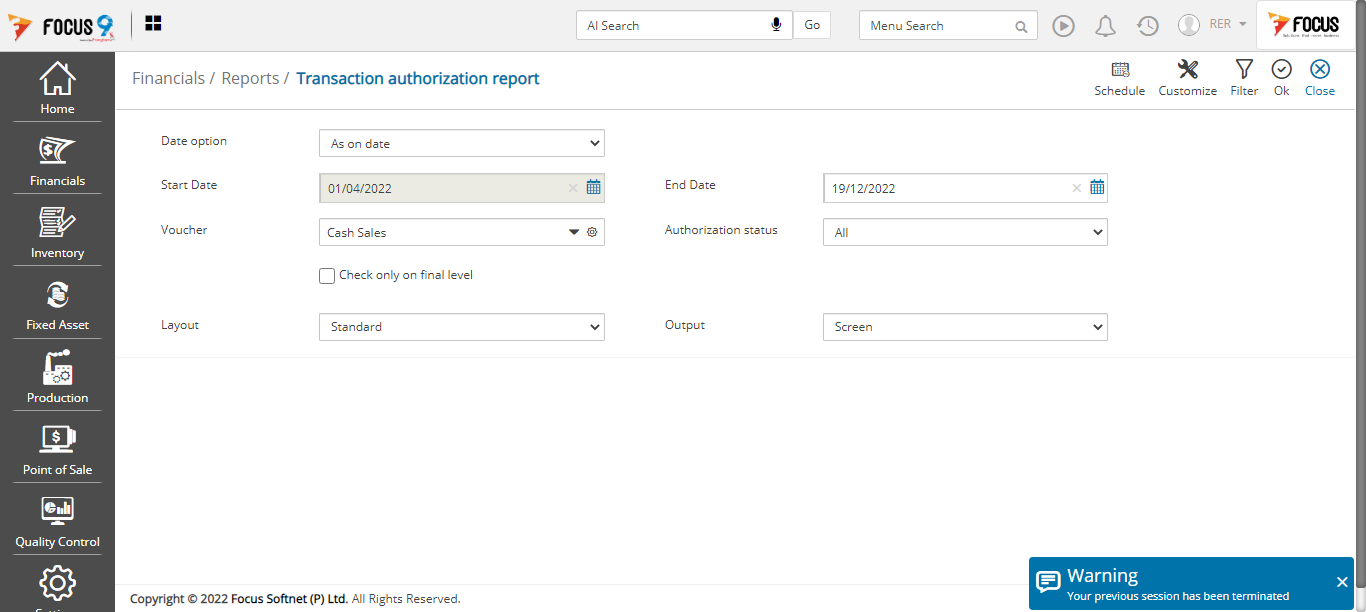 FOCUS 9
AI Search
Go
Menu Search
RER
FOCUS
Home
Financials
Inventory
Fixed Asset
Production
Point of Sale
Quality Control
Financials / Reports / Transaction authorization report
Schedule
Customize
Filter
Ok
Close
Date option
As on date
Start Date
01/04/2022
End Date
19/12/2022
Voucher
Cash Sales
Authorization status
All
Check only on final level
Layout
Standard
Output
Screen
Warning
Your previous session has been terminated
Copyright © 2022 Focus Softnet (P) Ltd. All Rights Reserved.